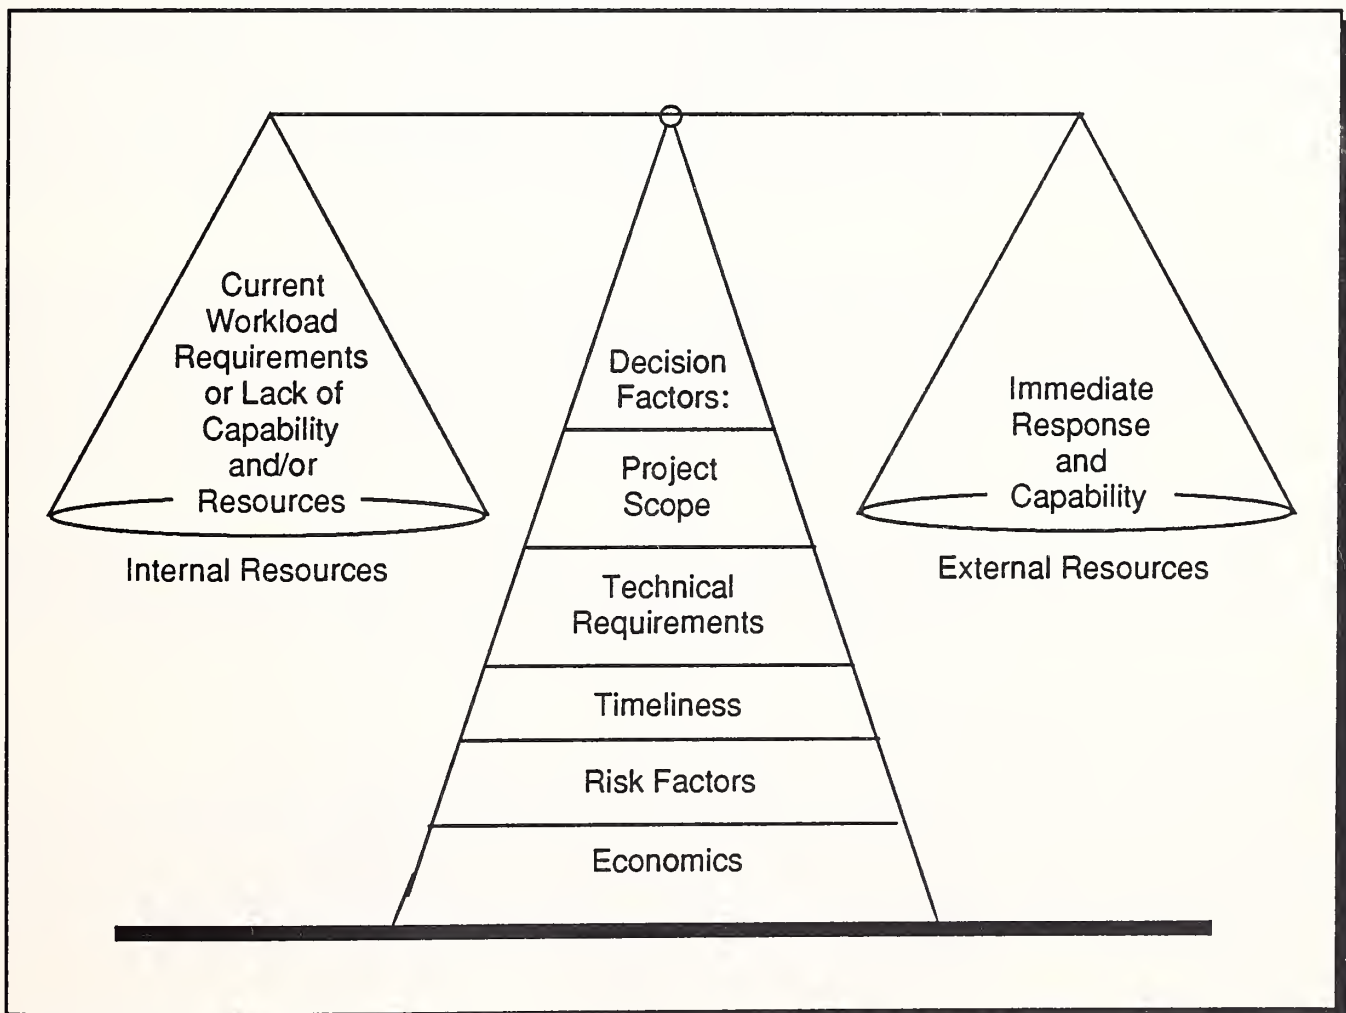 Current
Workload
Requirements
or Lack of
Capability
and/or
Resources
Internal Resources
Decision
Factors:
Project
Scope
Technical
Requirements
Timeliness
Risk Factors
Economics
Immediate
Response
and
Capability
External Resources